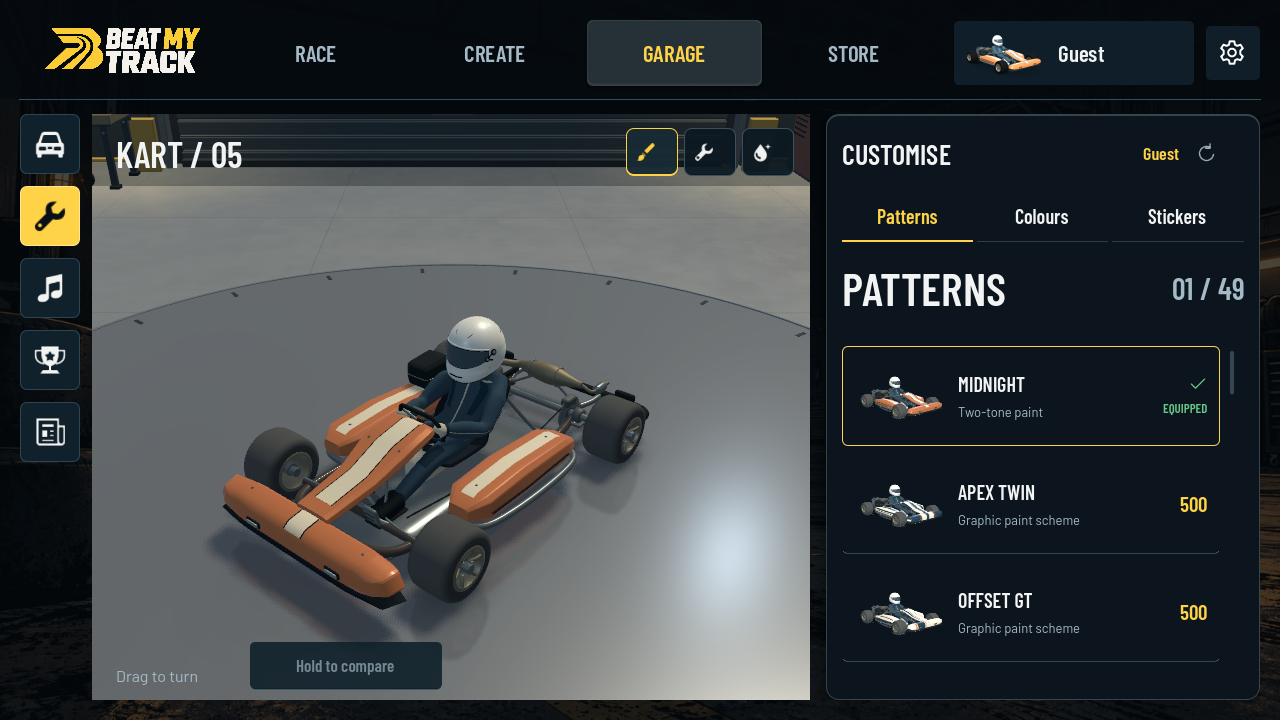 BEAT MY
TRACK
RACE
CREATE
GARAGE
STORE
Guest
KART / 05
Drag to turn
Hold to compare
CUSTOMISE
Guest
Patterns
Colours
Stickers
PATTERNS
01 / 49
MIDNIGHT
Two-tone paint
EQUIPPED
APEX TWIN
Graphic paint scheme
500
OFFSET GT
Graphic paint scheme
500